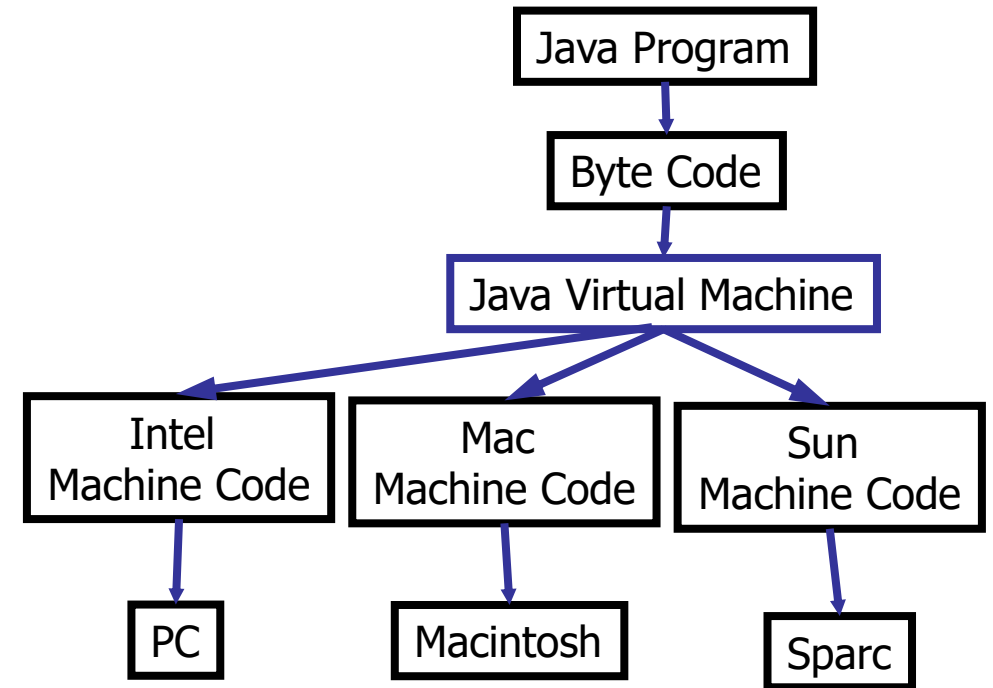 Java Program
Byte Code
Java Virtual Machine
Intel
Machine Code
Mac
Machine Code
Sun
Machine Code
PC
Macintosh
Sparc